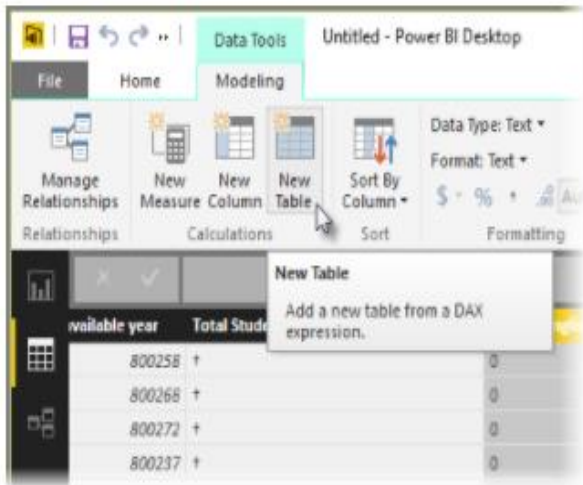 Data Tools
Untitled - Power BI Desktop
File
Home
Modeling
Manage Relationships
New Measure
New Column
New Table
Sort By Column
Data Type: Text
Format: Text
$ %
Relationships
Calculations
Sort
Formatting
New Table
Add a new table from a DAX
expression.
vailable year
Total Stude
800258 † 0
800268 † 0
800272 † 0
800237 † 0